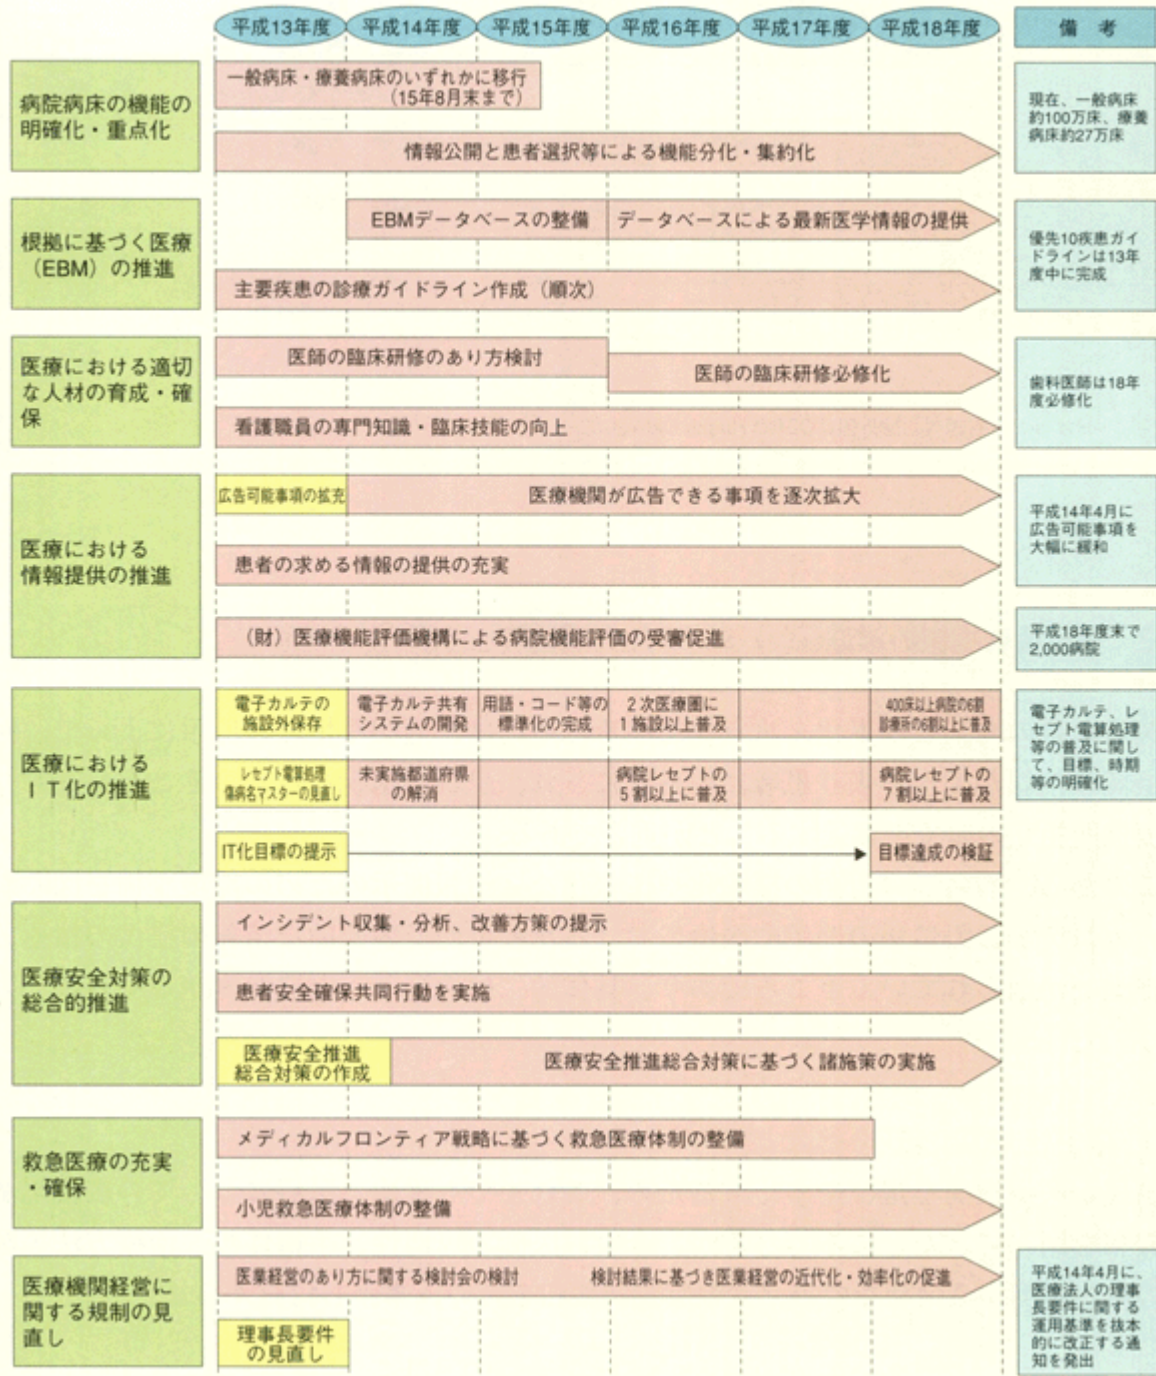 平成13年度
平成14年度
平成15年度
平成16年度
平成17年度
平成18年度
備 考
病院病床の機能の
明確化・重点化
一般病床・療養病床のいずれかに移行
(15年8月末まで)
情報公開と患者選択等による機能分化・集約化
現在、一般病床
約100万床、療養
病床約27万床
根拠に基づく医療
(EBM)の推進
EBMデータベースの整備
データベースによる最新医学情報の提供
主要疾患の診療ガイドライン作成(順次)
優先10疾患ガイ
ドラインは13年
度中に完成
医療における適切
な人材の育成・確
保
医師の臨床研修のあり方検討
医師の臨床研修必修化
看護職員の専門知識・臨床技能の向上
歯科医師は18年
度必修化
医療における
情報提供の推進
広告可能事項の拡充
医療機関が広告できる事項を逐次拡大
患者の求める情報の提供の充実
(財)医療機能評価機構による病院機能評価の受審促進
平成14年4月に
広告可能事項を
大幅に緩和
平成18年度末で
2,000病院
医療における
IT化の推進
電子カルテの
施設外保存
電子カルテ共有
システムの開発
用語・コード等の
標準化の完成
2次医療圏に
1施設以上普及
400床以上病院の6割
診療所の6割以上に普及
レセプト電算処理
傷病名マスターの見直し
未実施都道府県
の解消
病院レセプトの
5割以上に普及
病院レセプトの
7割以上に普及
IT化目標の提示
目標達成の検証
電子カルテ、レ
セプト電算処理
等の普及に関し
て、目標、時期
等の明確化
医療安全対策の
総合的推進
インシデント収集・分析、改善方策の提示
患者安全確保共同行動を実施
医療安全推進
総合対策の作成
医療安全推進総合対策に基づく諸施策の実施
救急医療の充実
・確保
メディカルフロンティア戦略に基づく救急医療体制の整備
小児救急医療体制の整備
医療機関経営に
関する規制の見
直し
医業経営のあり方に関する検討会の検討
検討結果に基づき医業経営の近代化・効率化の促進
理事長要件
の見直し
平成14年4月に、
医療法人の理事
長要件に関する
運用基準を抜本
的に改正する通
知を発出